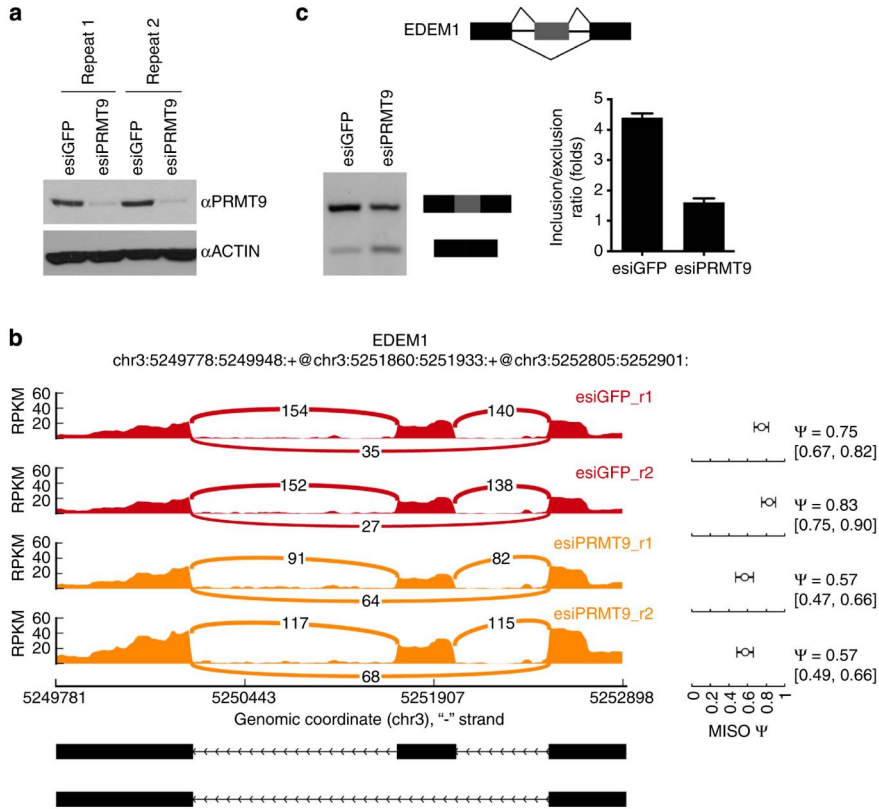 a
Repeat 1
Repeat 2
esiGFP
esiPRMT9
esiGFP
esiPRMT9
αPRMT9
αACTIN
c
EDEM1
esiGFP
esiPRMT9
Inclusion/exclusion
ratio (folds)
5
4
3
2
1
0
esiGFP esiPRMT9
b
EDEM1
chr3:5249778:5249948:+@chr3:5251860:5251933:+@chr3:5252805:5252901:
RPKM
60
20
154
140
35
esiGFP_r1
Ψ = 0.75
[0.67, 0.82]
RPKM
60
20
152
138
27
esiGFP_r2
Ψ = 0.83
[0.75, 0.90]
RPKM
60
20
91
82
64
esiPRMT9_r1
Ψ = 0.57
[0.47, 0.66]
RPKM
60
20
117
115
68
esiPRMT9_r2
Ψ = 0.57
[0.49, 0.66]
5249781 5250443 5251907 5252898
Genomic coordinate (chr3), “-” strand
0 0.2 0.4 0.6 0.8 1
MISO Ψ